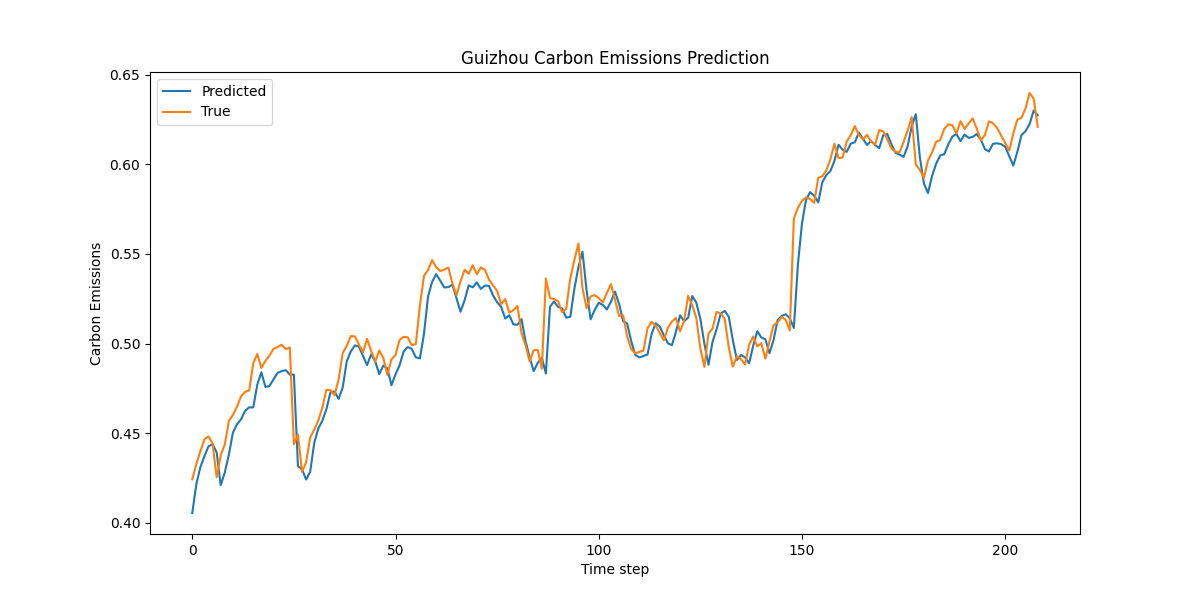 Guizhou Carbon Emissions Prediction
Predicted
True
Carbon Emissions
0.65
0.60
0.55
0.50
0.45
0.40
0 50 100 150 200
Time step